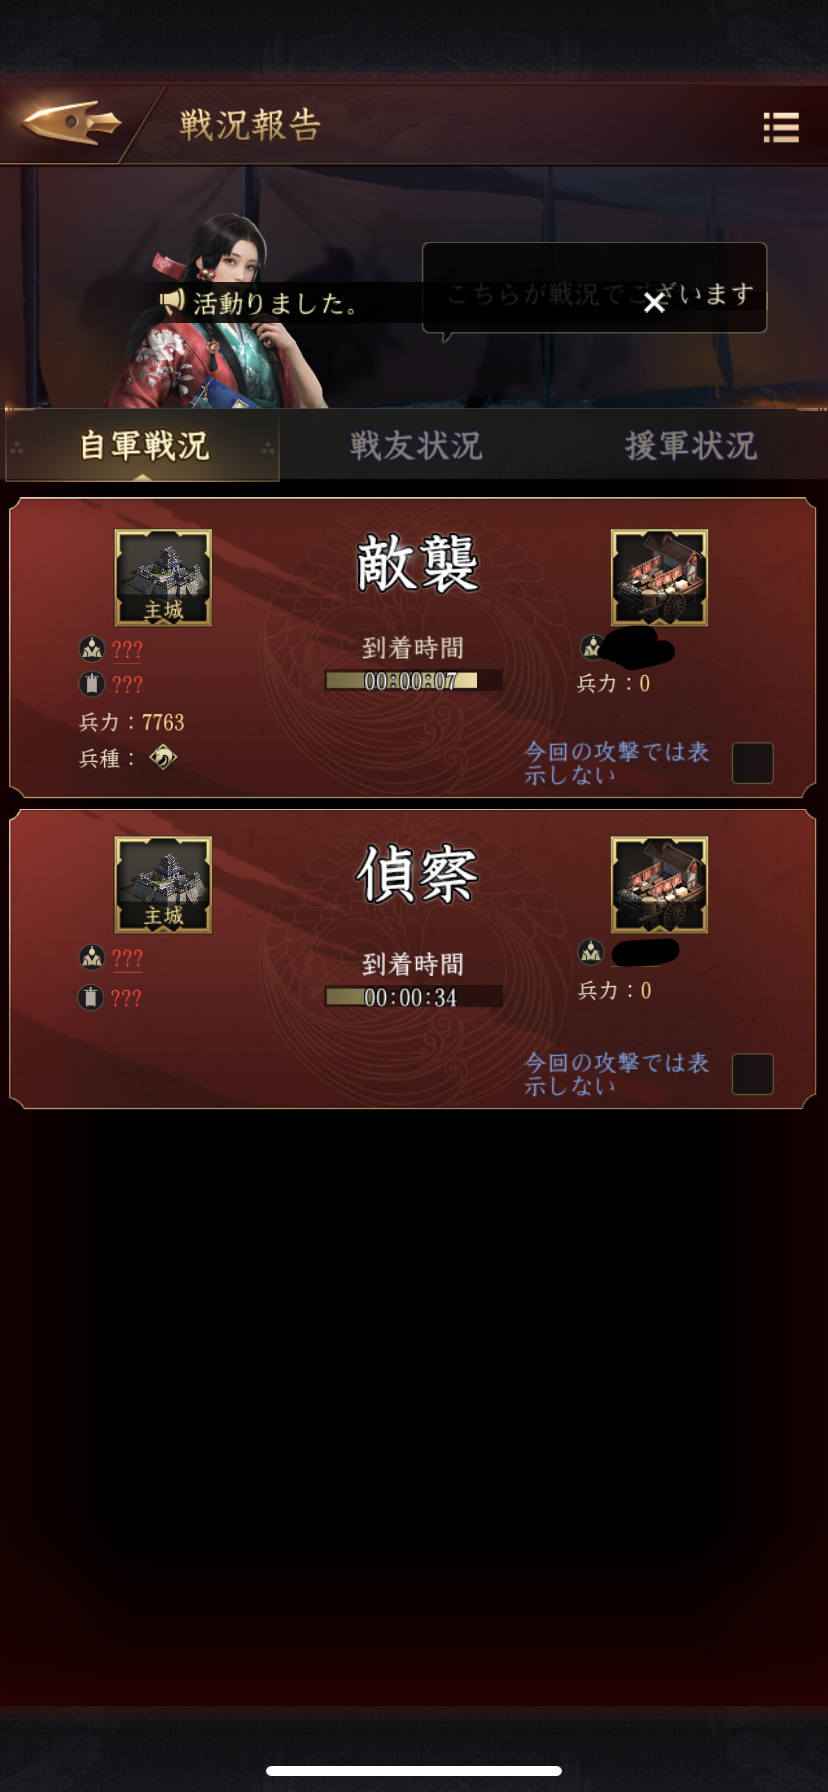 戦況報告
こちらが戦況でございます
活動りました。
自軍戦況
戦友状況
援軍状況
主城
敵襲
???
到着時間
???
00:00:07
兵力：0
兵力：7763
兵種：
今回の攻撃では表
示しない
主城
偵察
???
到着時間
???
00:00:34
兵力：0
今回の攻撃では表
示しない